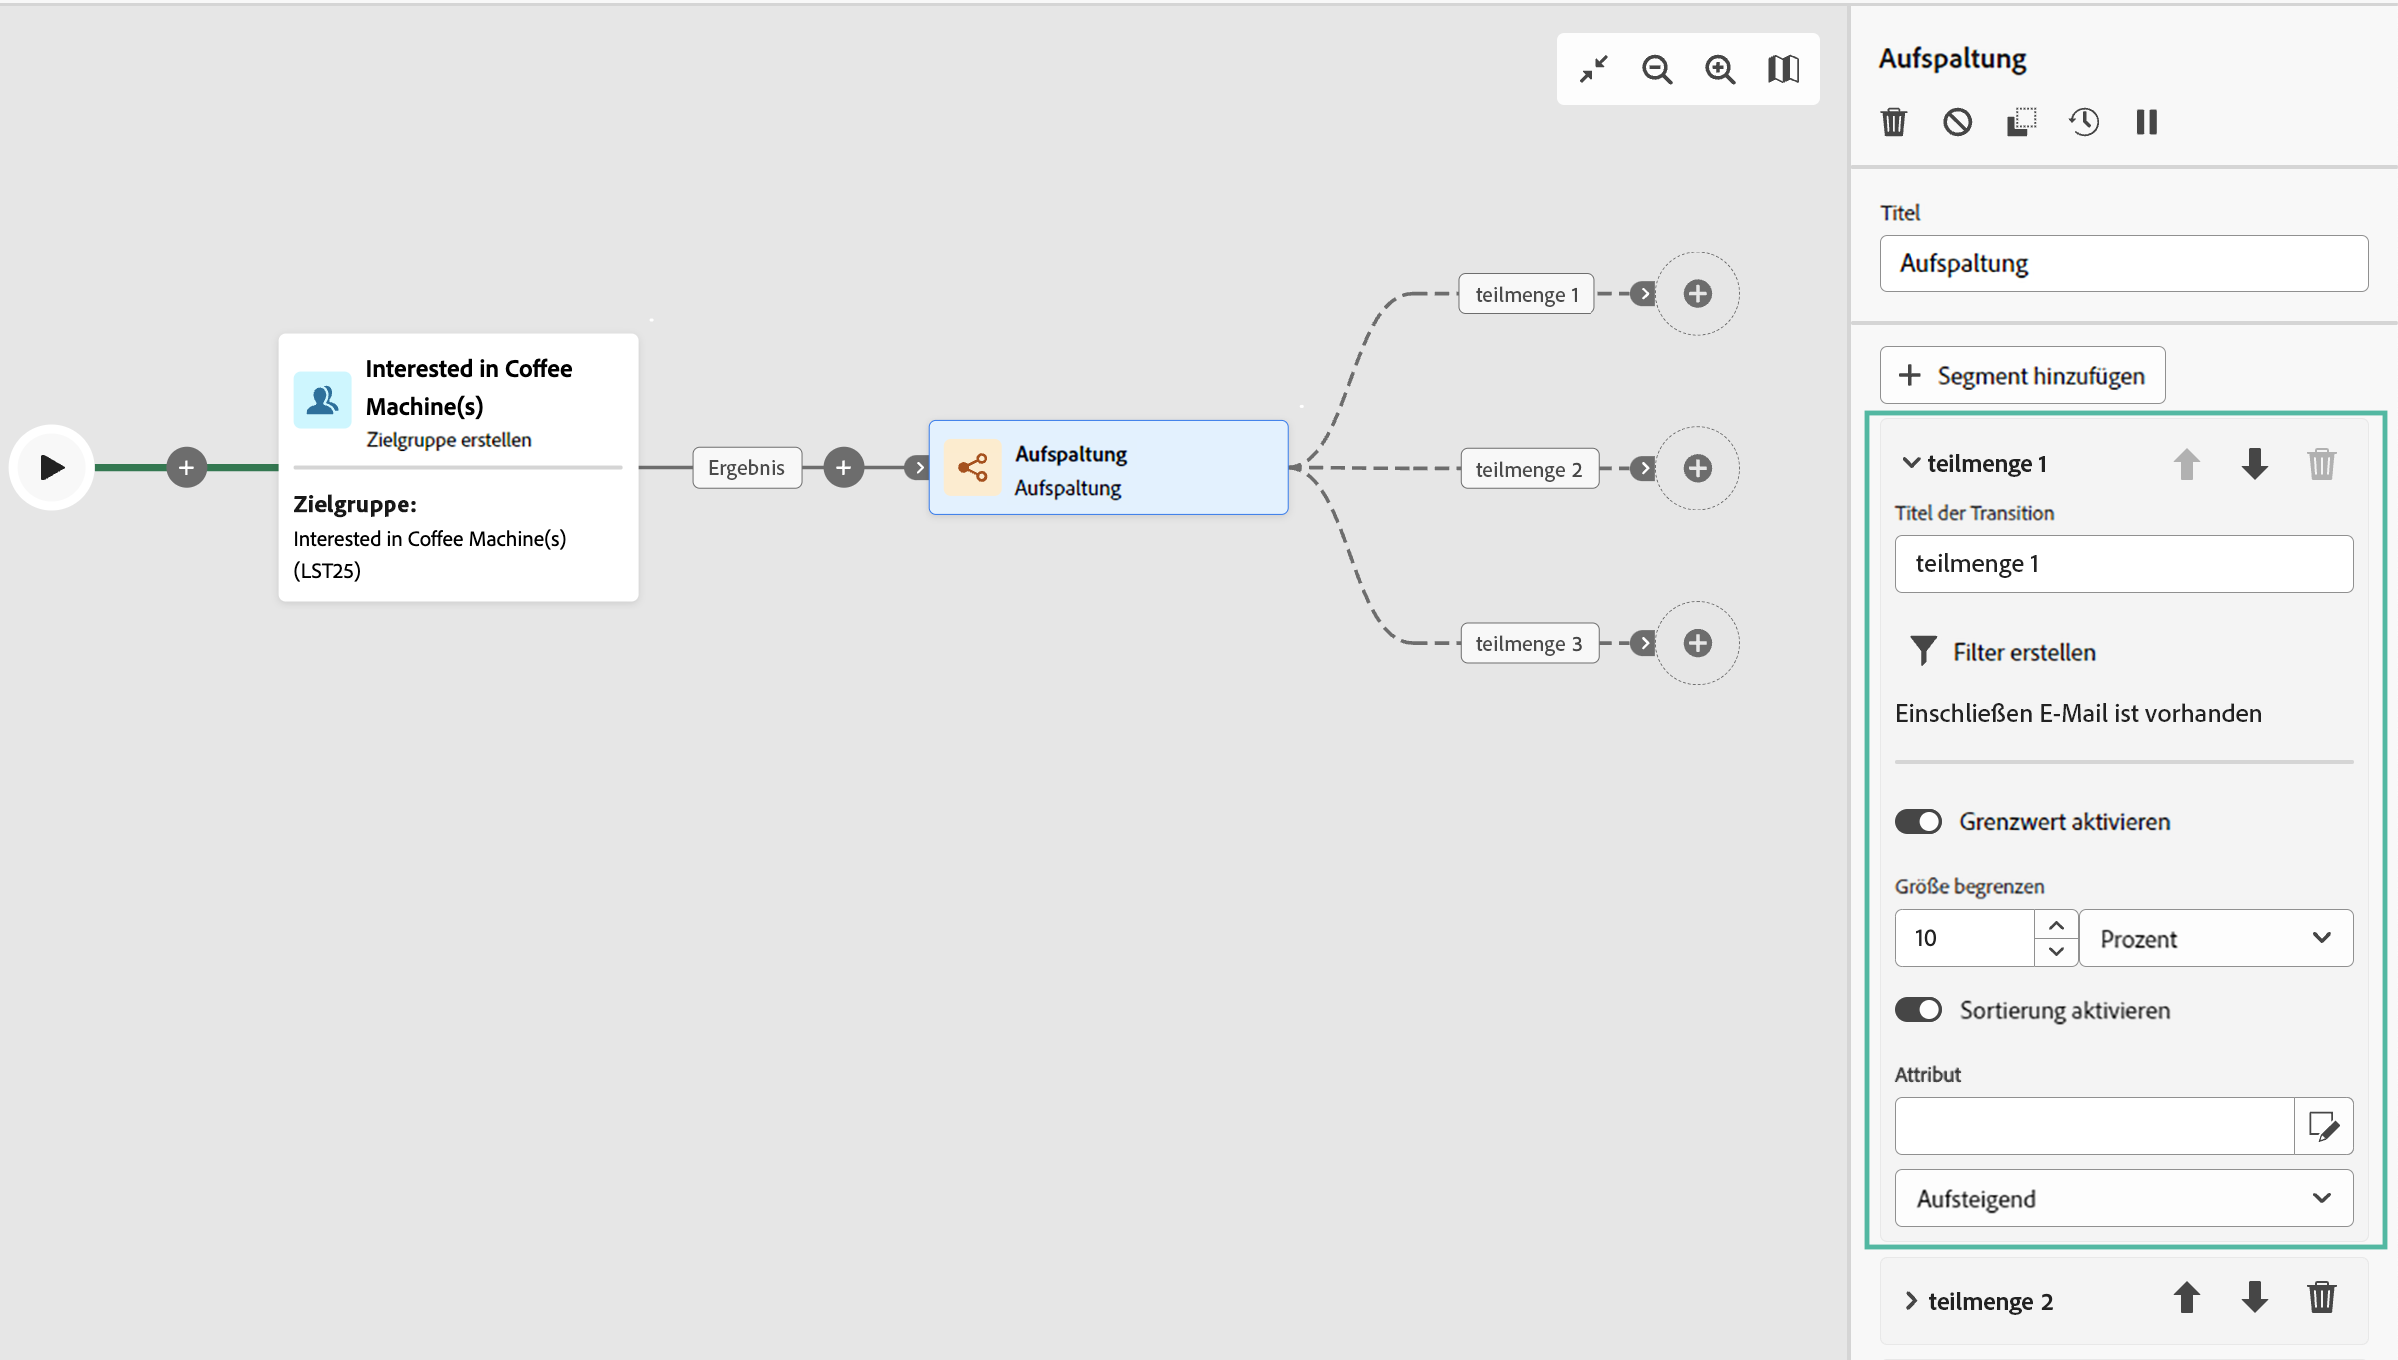 Interested in Coffee
Machine(s)
Zielgruppe erstellen
Zielgruppe:
Interested in Coffee Machine(s)
(LST25)
Ergebnis
Aufspaltung
Aufspaltung
teilmenge 1
teilmenge 2
teilmenge 3
Aufspaltung
Titel
Aufspaltung
Segment hinzufügen
teilmenge 1
Titel der Transition
teilmenge 1
Filter erstellen
Einschließen E-Mail ist vorhanden
Grenzwert aktivieren
Größe begrenzen
10 Prozent
Sortierung aktivieren
Attribut
Aufsteigend
teilmenge 2